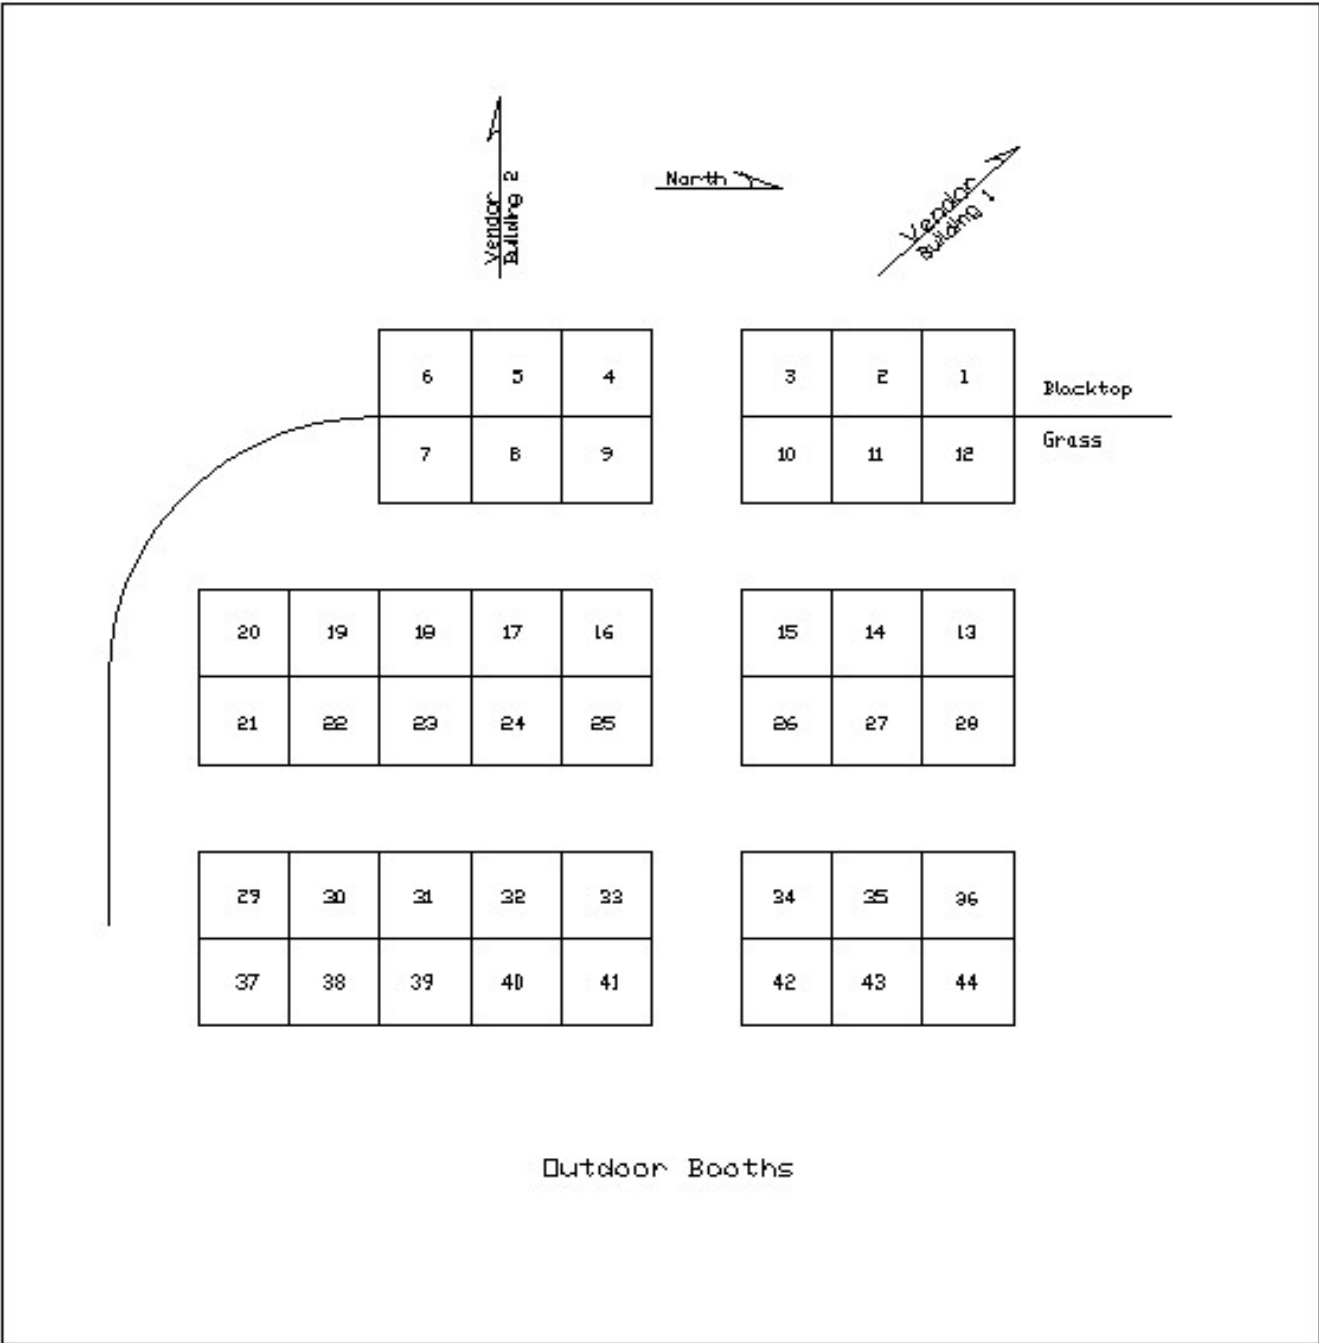 Vendor
Building 2
North
Vendor
Building 1
6 5 4 3 2 1
Blacktop
7 8 9 10 11 12
Grass
20 19 18 17 16 15 14 13
21 22 23 24 25 26 27 28
29 30 31 32 33 34 35 36
37 38 39 40 41 42 43 44
Outdoor Booths